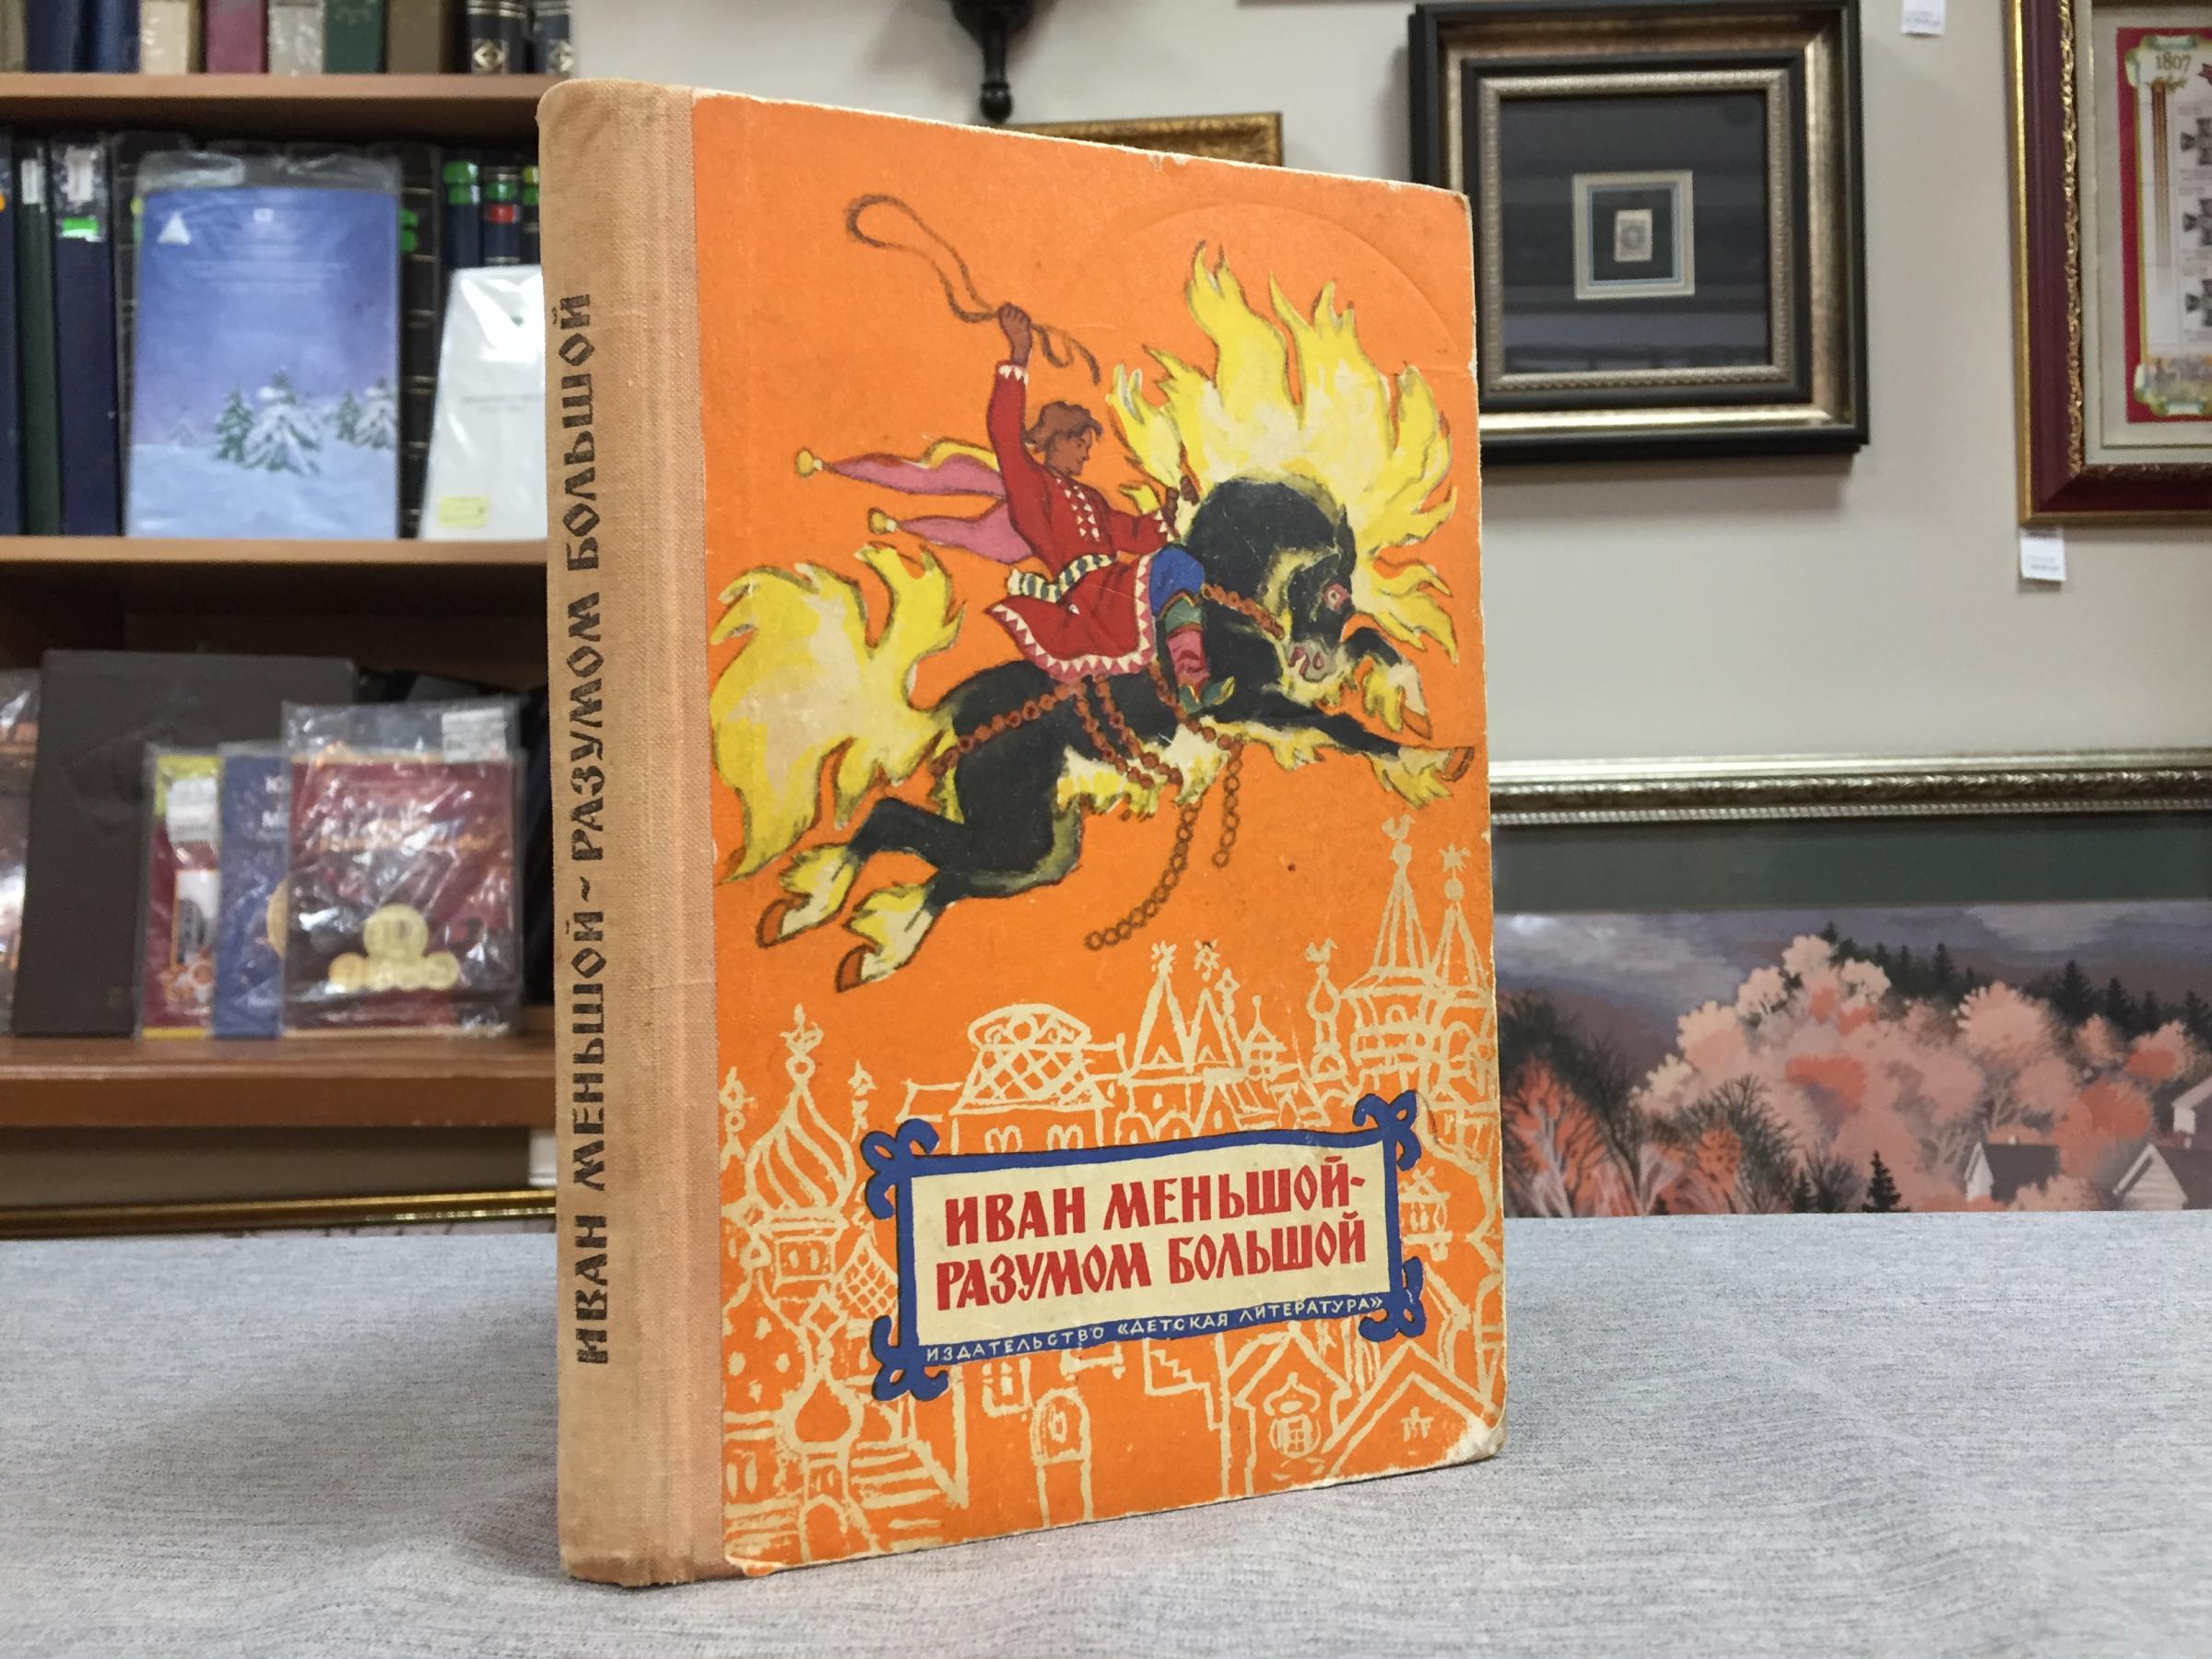 ИВАН МЕНЬШОЙ ~ РАЗУМОМ БОЛЬШОЙ
ИВАН МЕНЬШОЙ-
РАЗУМОМ БОЛЬШОЙ
ИЗДАТЕЛЬСТВО «ДЕТСКАЯ ЛИТЕРАТУРА»
1807